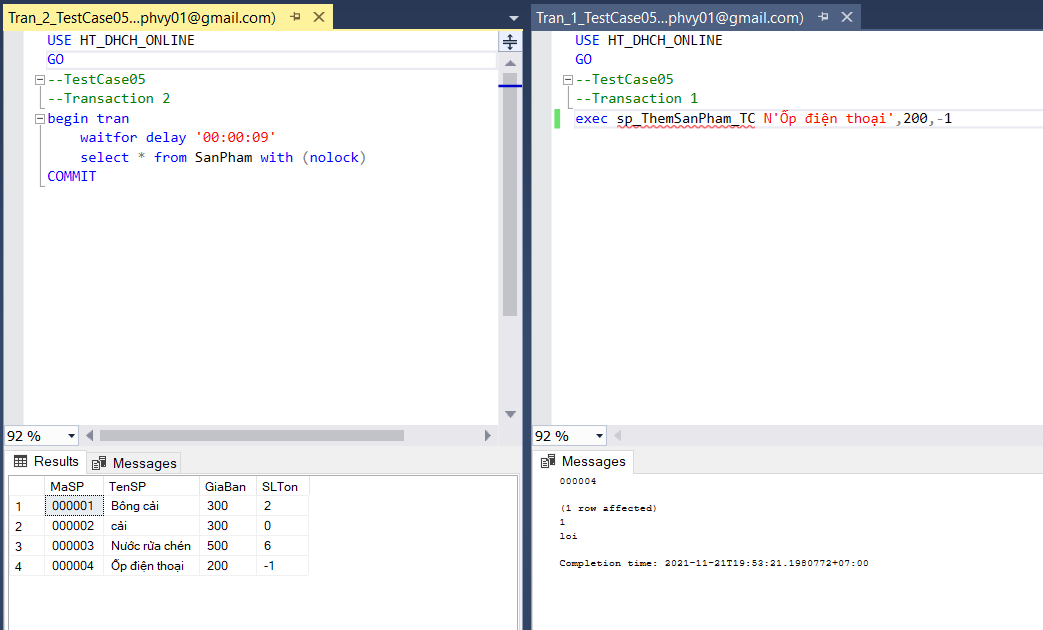 Tran_2_TestCase05...phvy01@gmail.com)
USE HT_DHCH_ONLINE
GO
--TestCase05
--Transaction 2
begin tran
waitfor delay '00:00:09'
select * from SanPham with (nolock)
COMMIT
92 %
Results
Messages
MaSP TenSP GiaBan SLTon
1 000001 Bông cải 300 2
2 000002 cải 300 0
3 000003 Nước rửa chén 500 6
4 000004 Ốp điện thoại 200 -1
Tran_1_TestCase05...phvy01@gmail.com)
USE HT_DHCH_ONLINE
GO
--TestCase05
--Transaction 1
exec sp_ThemSanPham_TC N'Ốp điện thoại',200,-1
92 %
Messages
000004
(1 row affected)
1
loi
Completion time: 2021-11-21T19:53:21.1980772+07:00